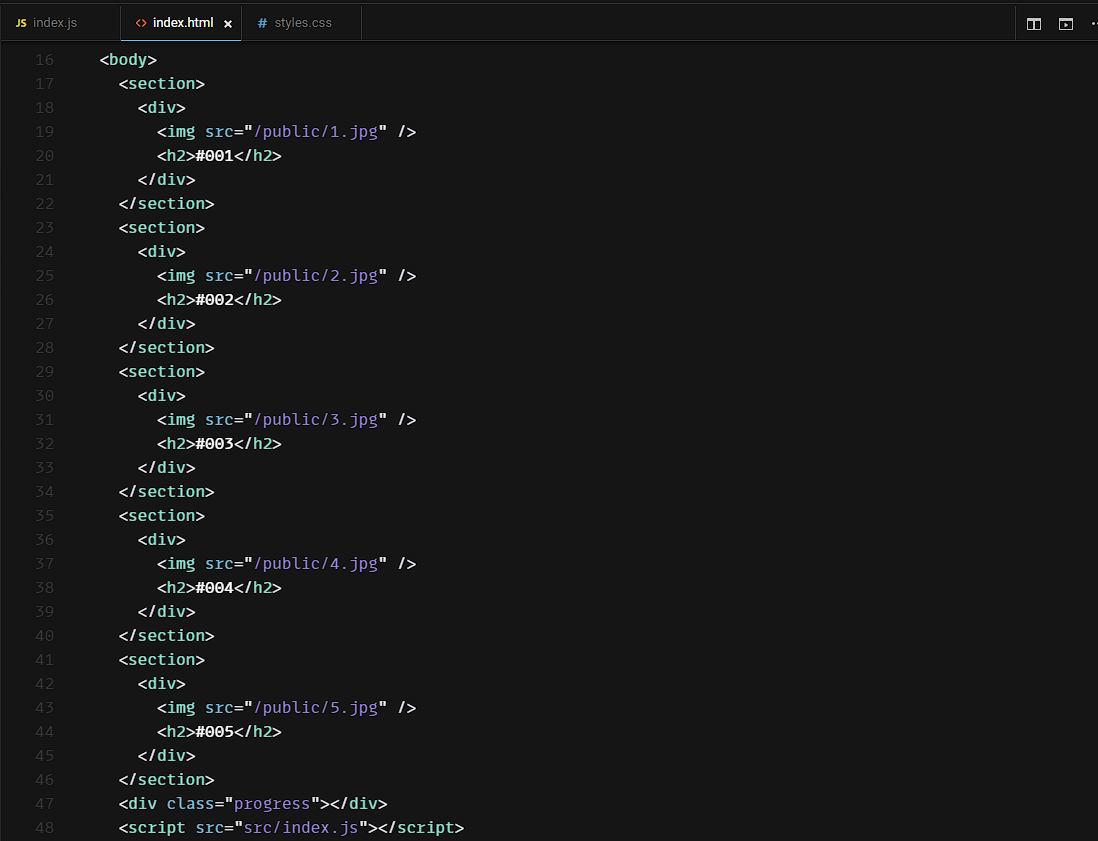 JS index.js <> index.html × # styles.css
16 <body>
17 <section>
18 <div>
19 <img src="/public/1.jpg" />
20 <h2>#001</h2>
21 </div>
22 </section>
23 <section>
24 <div>
25 <img src="/public/2.jpg" />
26 <h2>#002</h2>
27 </div>
28 </section>
29 <section>
30 <div>
31 <img src="/public/3.jpg" />
32 <h2>#003</h2>
33 </div>
34 </section>
35 <section>
36 <div>
37 <img src="/public/4.jpg" />
38 <h2>#004</h2>
39 </div>
40 </section>
41 <section>
42 <div>
43 <img src="/public/5.jpg" />
44 <h2>#005</h2>
45 </div>
46 </section>
47 <div class="progress"></div>
48 <script src="src/index.js"></script>